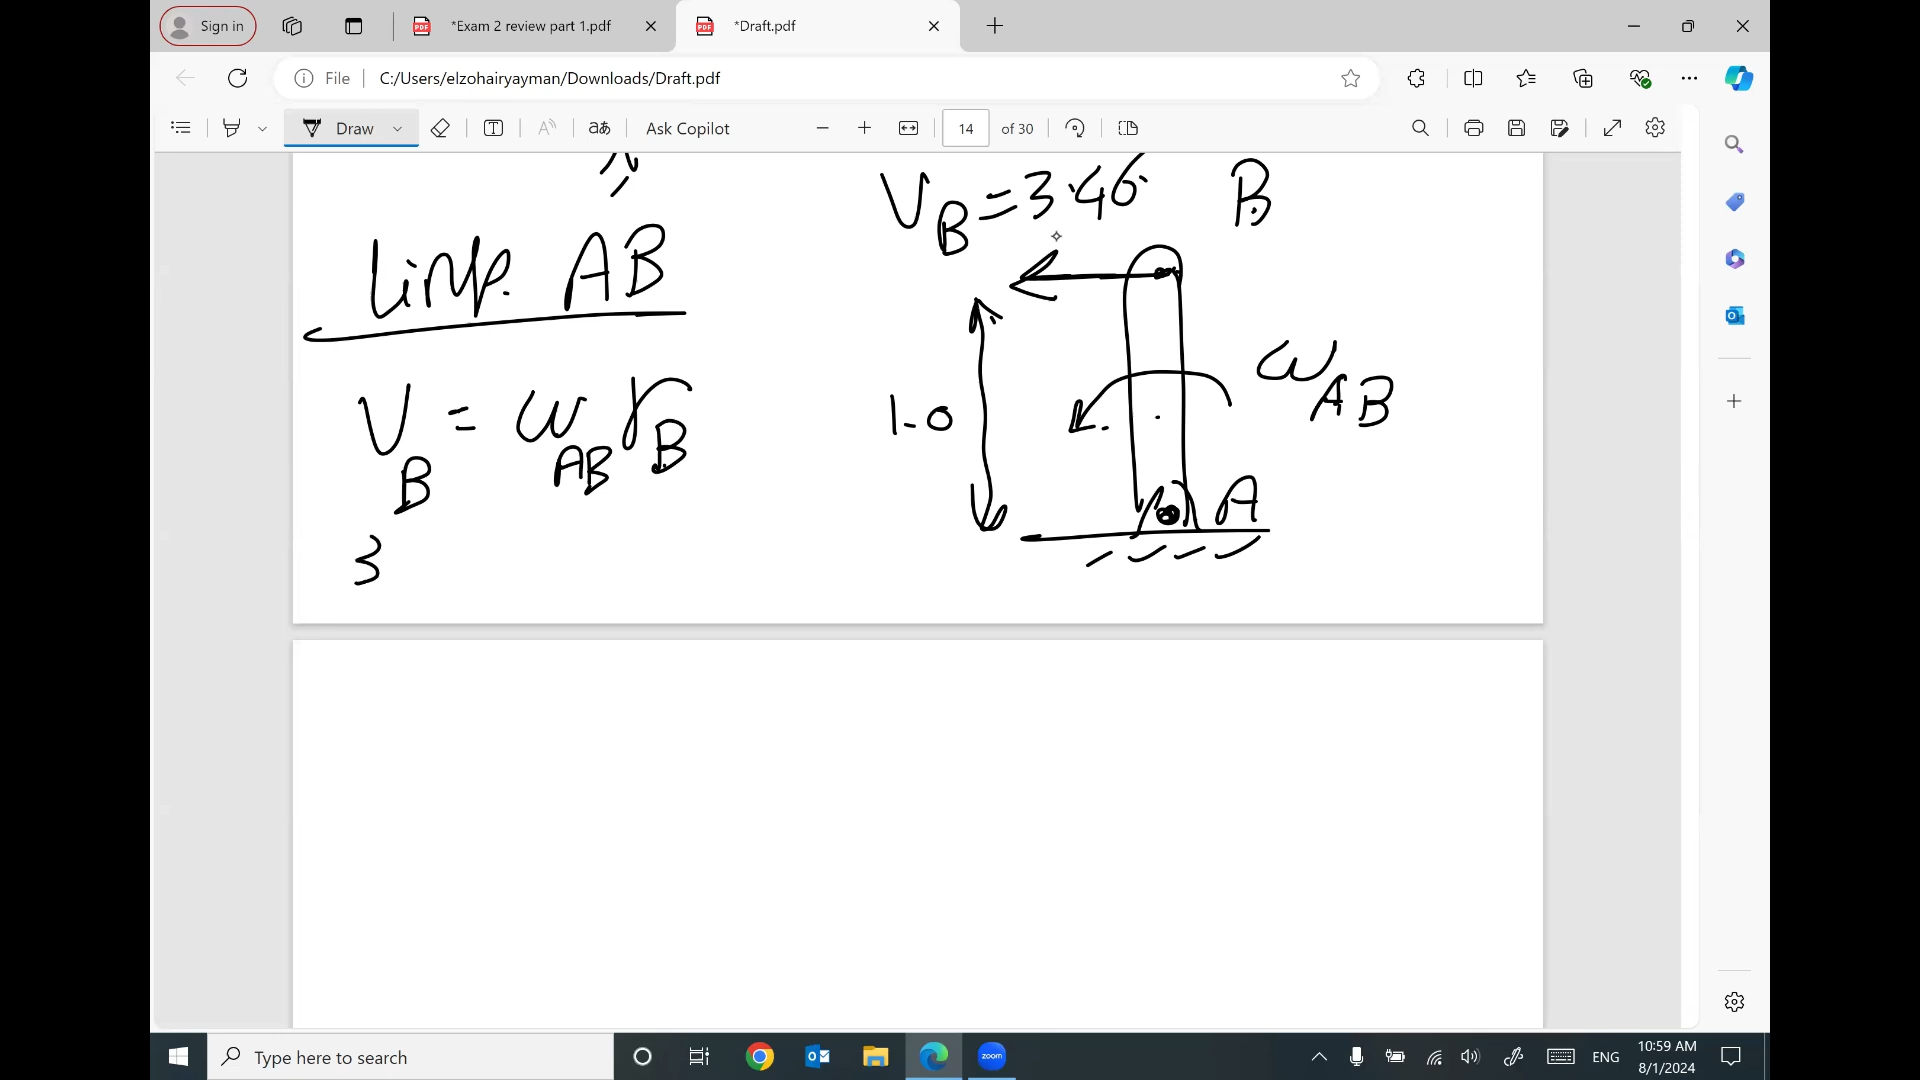 Sign in
*Exam 2 review part 1.pdf
*Draft.pdf
File
C:/Users/elzohairyayman/Downloads/Draft.pdf
Draw
Ask Copilot
14 of 30
V_B = 3.46
B
Link AB
1.0
ω_AB
V_B = ω_AB r_B
A
3
Type here to search
zoom
ENG
10:59 AM
8/1/2024